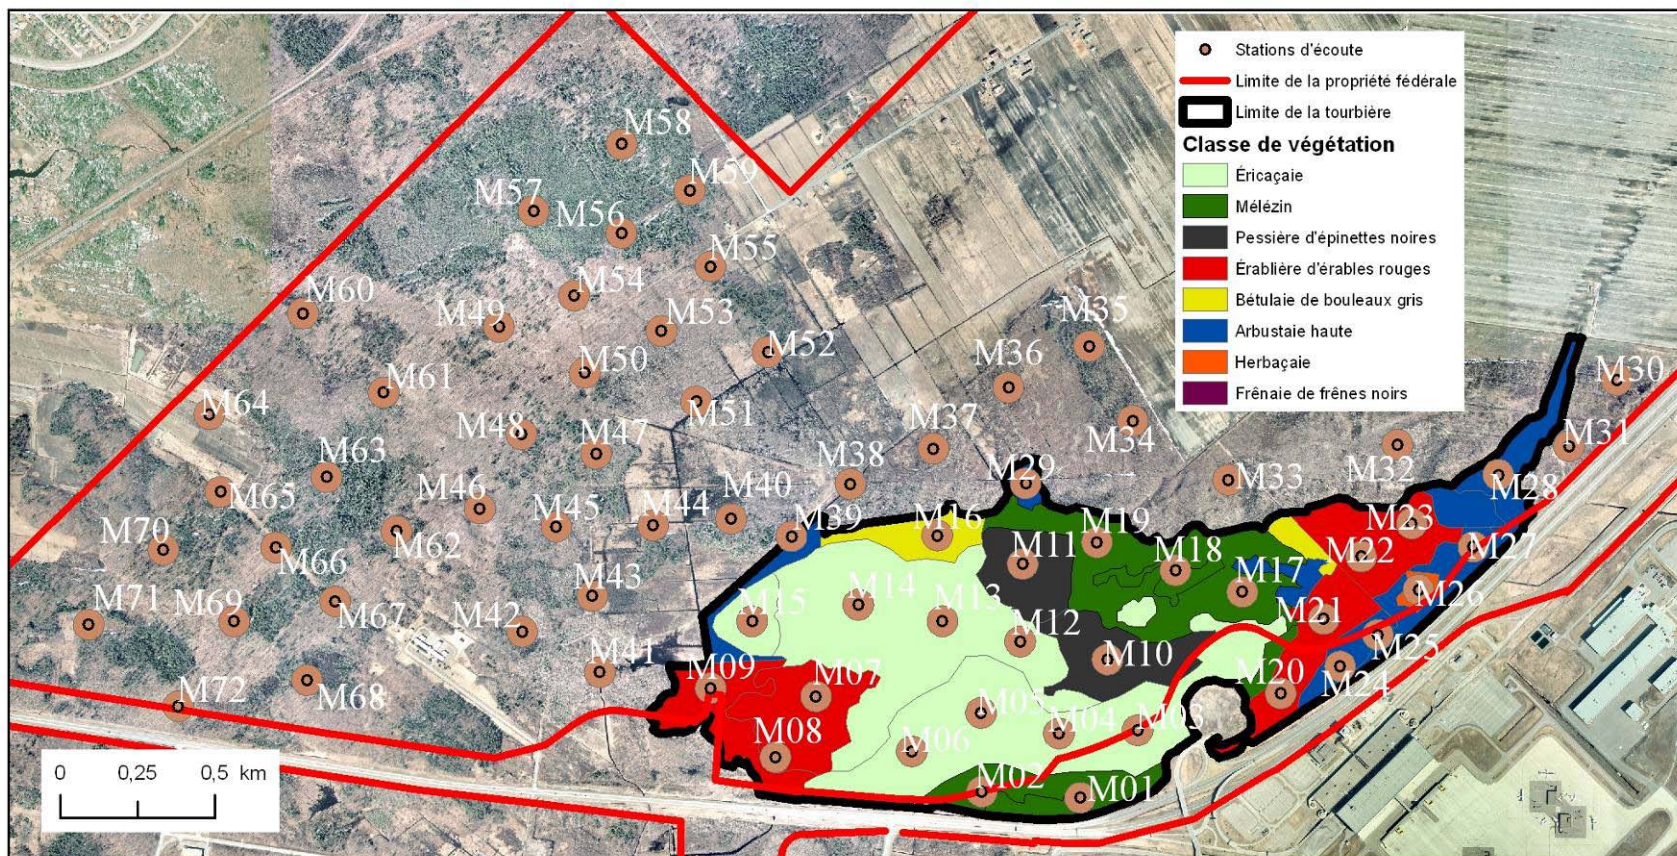 Stations d'écoute
Limite de la propriété fédérale
Limite de la tourbière
Classe de végétation
Éricaçaie
Mélézin
Pessière d'épinettes noires
Érablière d'érables rouges
Bétulaie de bouleaux gris
Arbustaie haute
Herbaçaie
Frênaie de frênes noirs
M58
M59
M57
M56
M55
M54
M60
M49
M53
M35
M52
M50
M36
M30
M61
M51
M64
M34
M48
M47
M37
M31
M32
M63
M38
M29
M33
M28
M65
M46
M40
M44
M45
M39
M16
M19
M23
M70
M62
M11
M22
M27
M66
M18
M17
M43
M14
M26
M71
M69
M67
M15
M13
M21
M42
M12
M25
M41
M10
M09
M07
M24
M68
M20
M72
M05
M04
M03
M06
M08
M02
M01
0 0,25 0,5 km